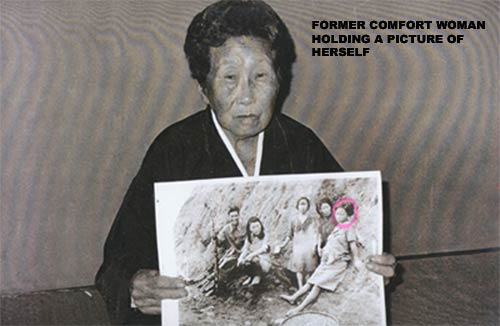 FORMER COMFORT WOMAN
HOLDING A PICTURE OF
HERSELF